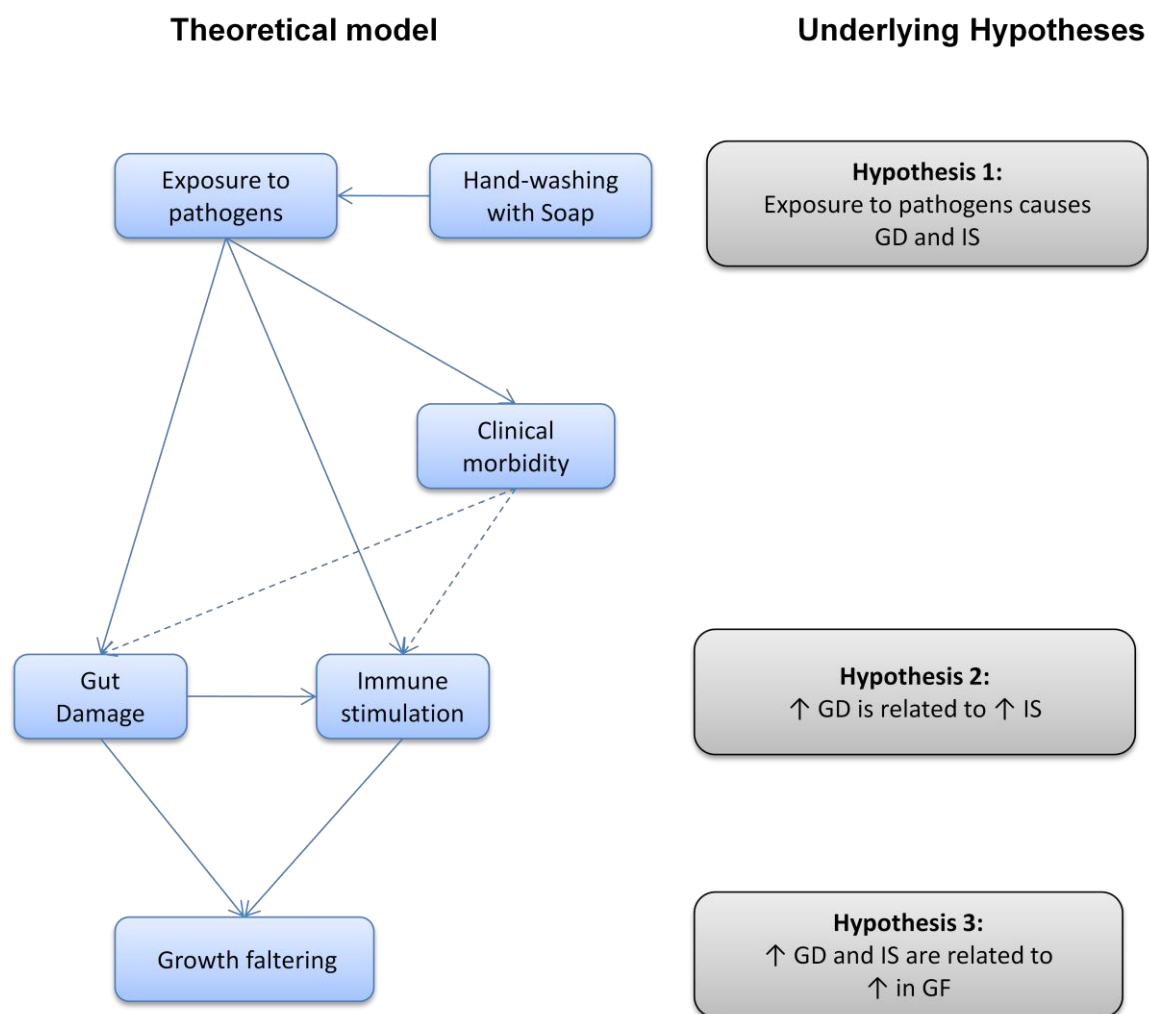 Theoretical model
Underlying Hypotheses
Exposure to
pathogens
Hand-washing
with Soap
Hypothesis 1:
Exposure to pathogens causes
GD and IS
Clinical
morbidity
Gut
Damage
Immune
stimulation
Hypothesis 2:
↑ GD is related to ↑ IS
Growth faltering
Hypothesis 3:
↑ GD and IS are related to
↑ in GF